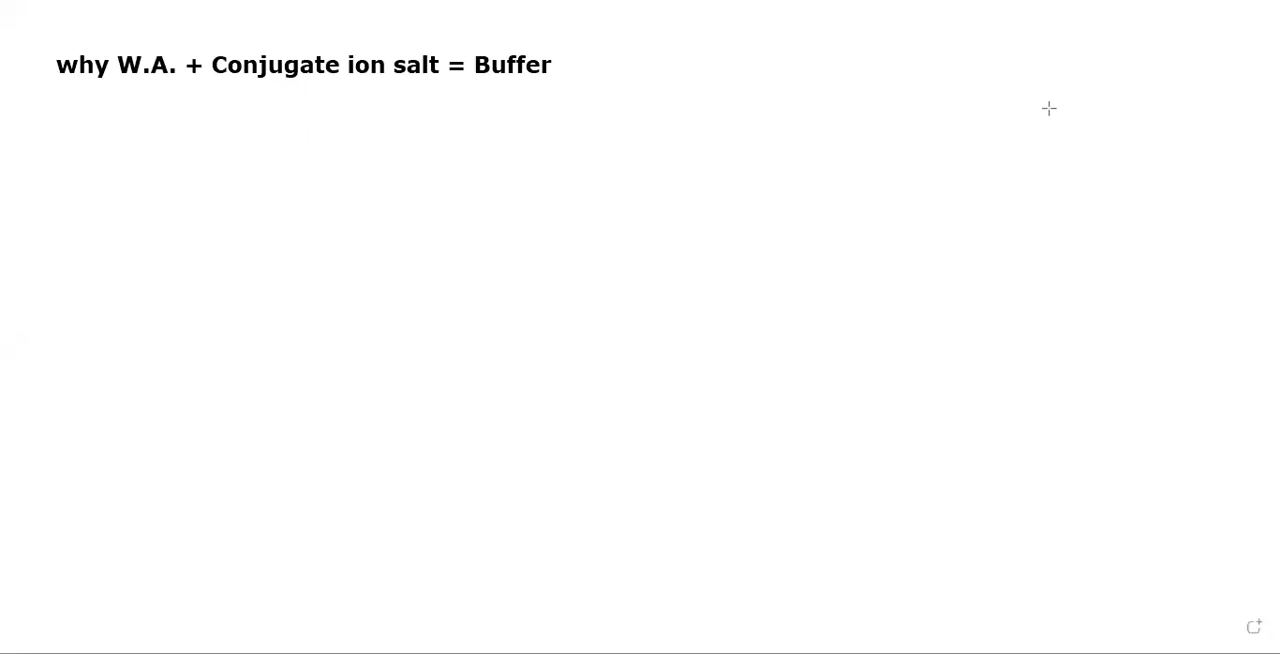 why W.A. + Conjugate ion salt = Buffer